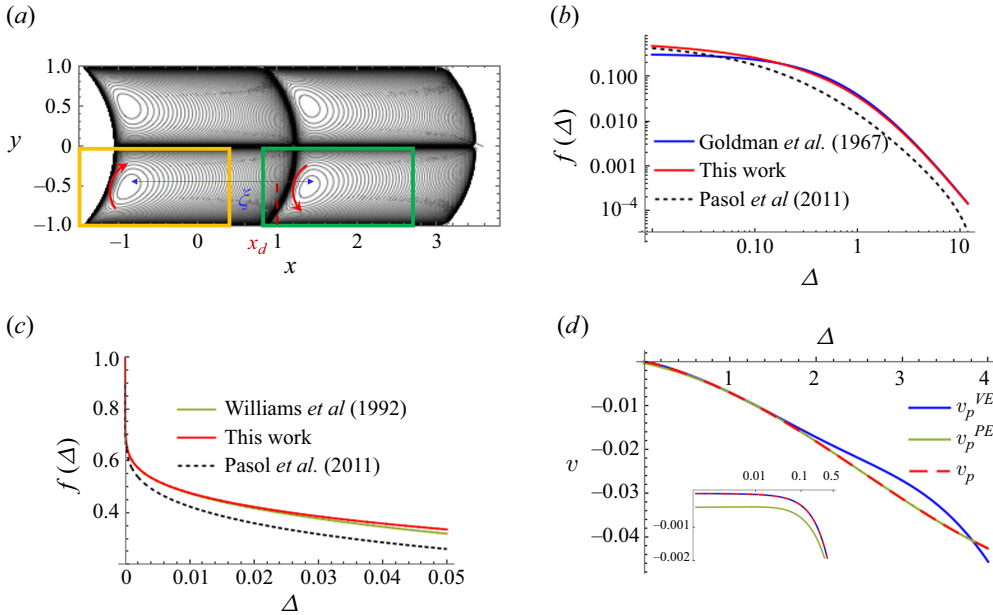 (a)
1.0
0.5
y
0
−0.5
−1.0
ξ
x_d
−1
0
1
2
3
x
(b)
0.100
f (Δ)
0.010
0.001
10^−4
Goldman et al. (1967)
This work
Pasol et al (2011)
0.10
1
10
Δ
(c)
1.0
0.8
f (Δ)
0.6
0.4
Williams et al (1992)
This work
Pasol et al. (2011)
0
0.01
0.02
0.03
0.04
0.05
Δ
(d)
Δ
1
2
3
4
−0.01
−0.02
v
−0.03
−0.04
v_p^VE
v_p^PE
v_p
0.01
0.1
0.5
−0.001
−0.002